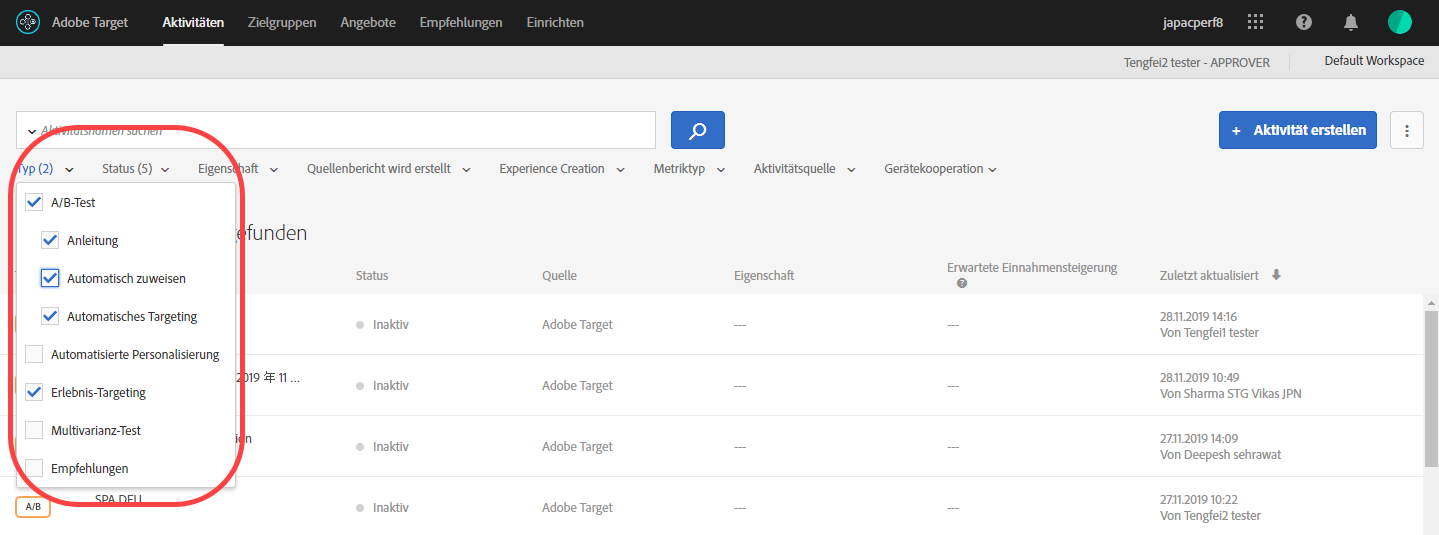 Adobe Target Aktivitäten Zielgruppen Angebote Empfehlungen Einrichten japacperf8
Tengfei2 tester - APPROVER Default Workspace
Aktivitätsnamen suchen
+ Aktivität erstellen
Typ (2) Status (5) Eigenschaft Quellenbericht wird erstellt Experience Creation Metriktyp Aktivitätsquelle Gerätekooperation
A/B-Test
Anleitung
Automatisch zuweisen
Automatisches Targeting
Automatisierte Personalisierung
Erlebnis-Targeting
Multivarianz-Test
Empfehlungen
gefunden
Status Quelle Eigenschaft Erwartete Einnahmensteigerung Zuletzt aktualisiert
Inaktiv Adobe Target --- --- 28.11.2019 14:16
Von Tengfei1 tester
2019 年 11 ...
Inaktiv Adobe Target --- --- 28.11.2019 10:49
Von Sharma STG Vikas JPN
ion
Inaktiv Adobe Target --- --- 27.11.2019 14:09
Von Deepesh sehrawat
SPA DEU
A/B Inaktiv Adobe Target --- --- 27.11.2019 10:22
Von Tengfei2 tester